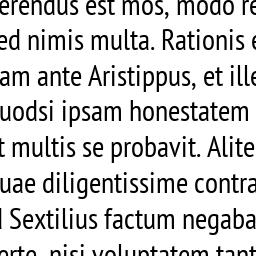 erendus est mos, modo re
ed nimis multa. Rationis e
am ante Aristippus, et ille
uodsi ipsam honestatem
t multis se probavit. Alite
uae diligentissime contra
Sextilius factum negaba
erte, nisi voluptatem tant